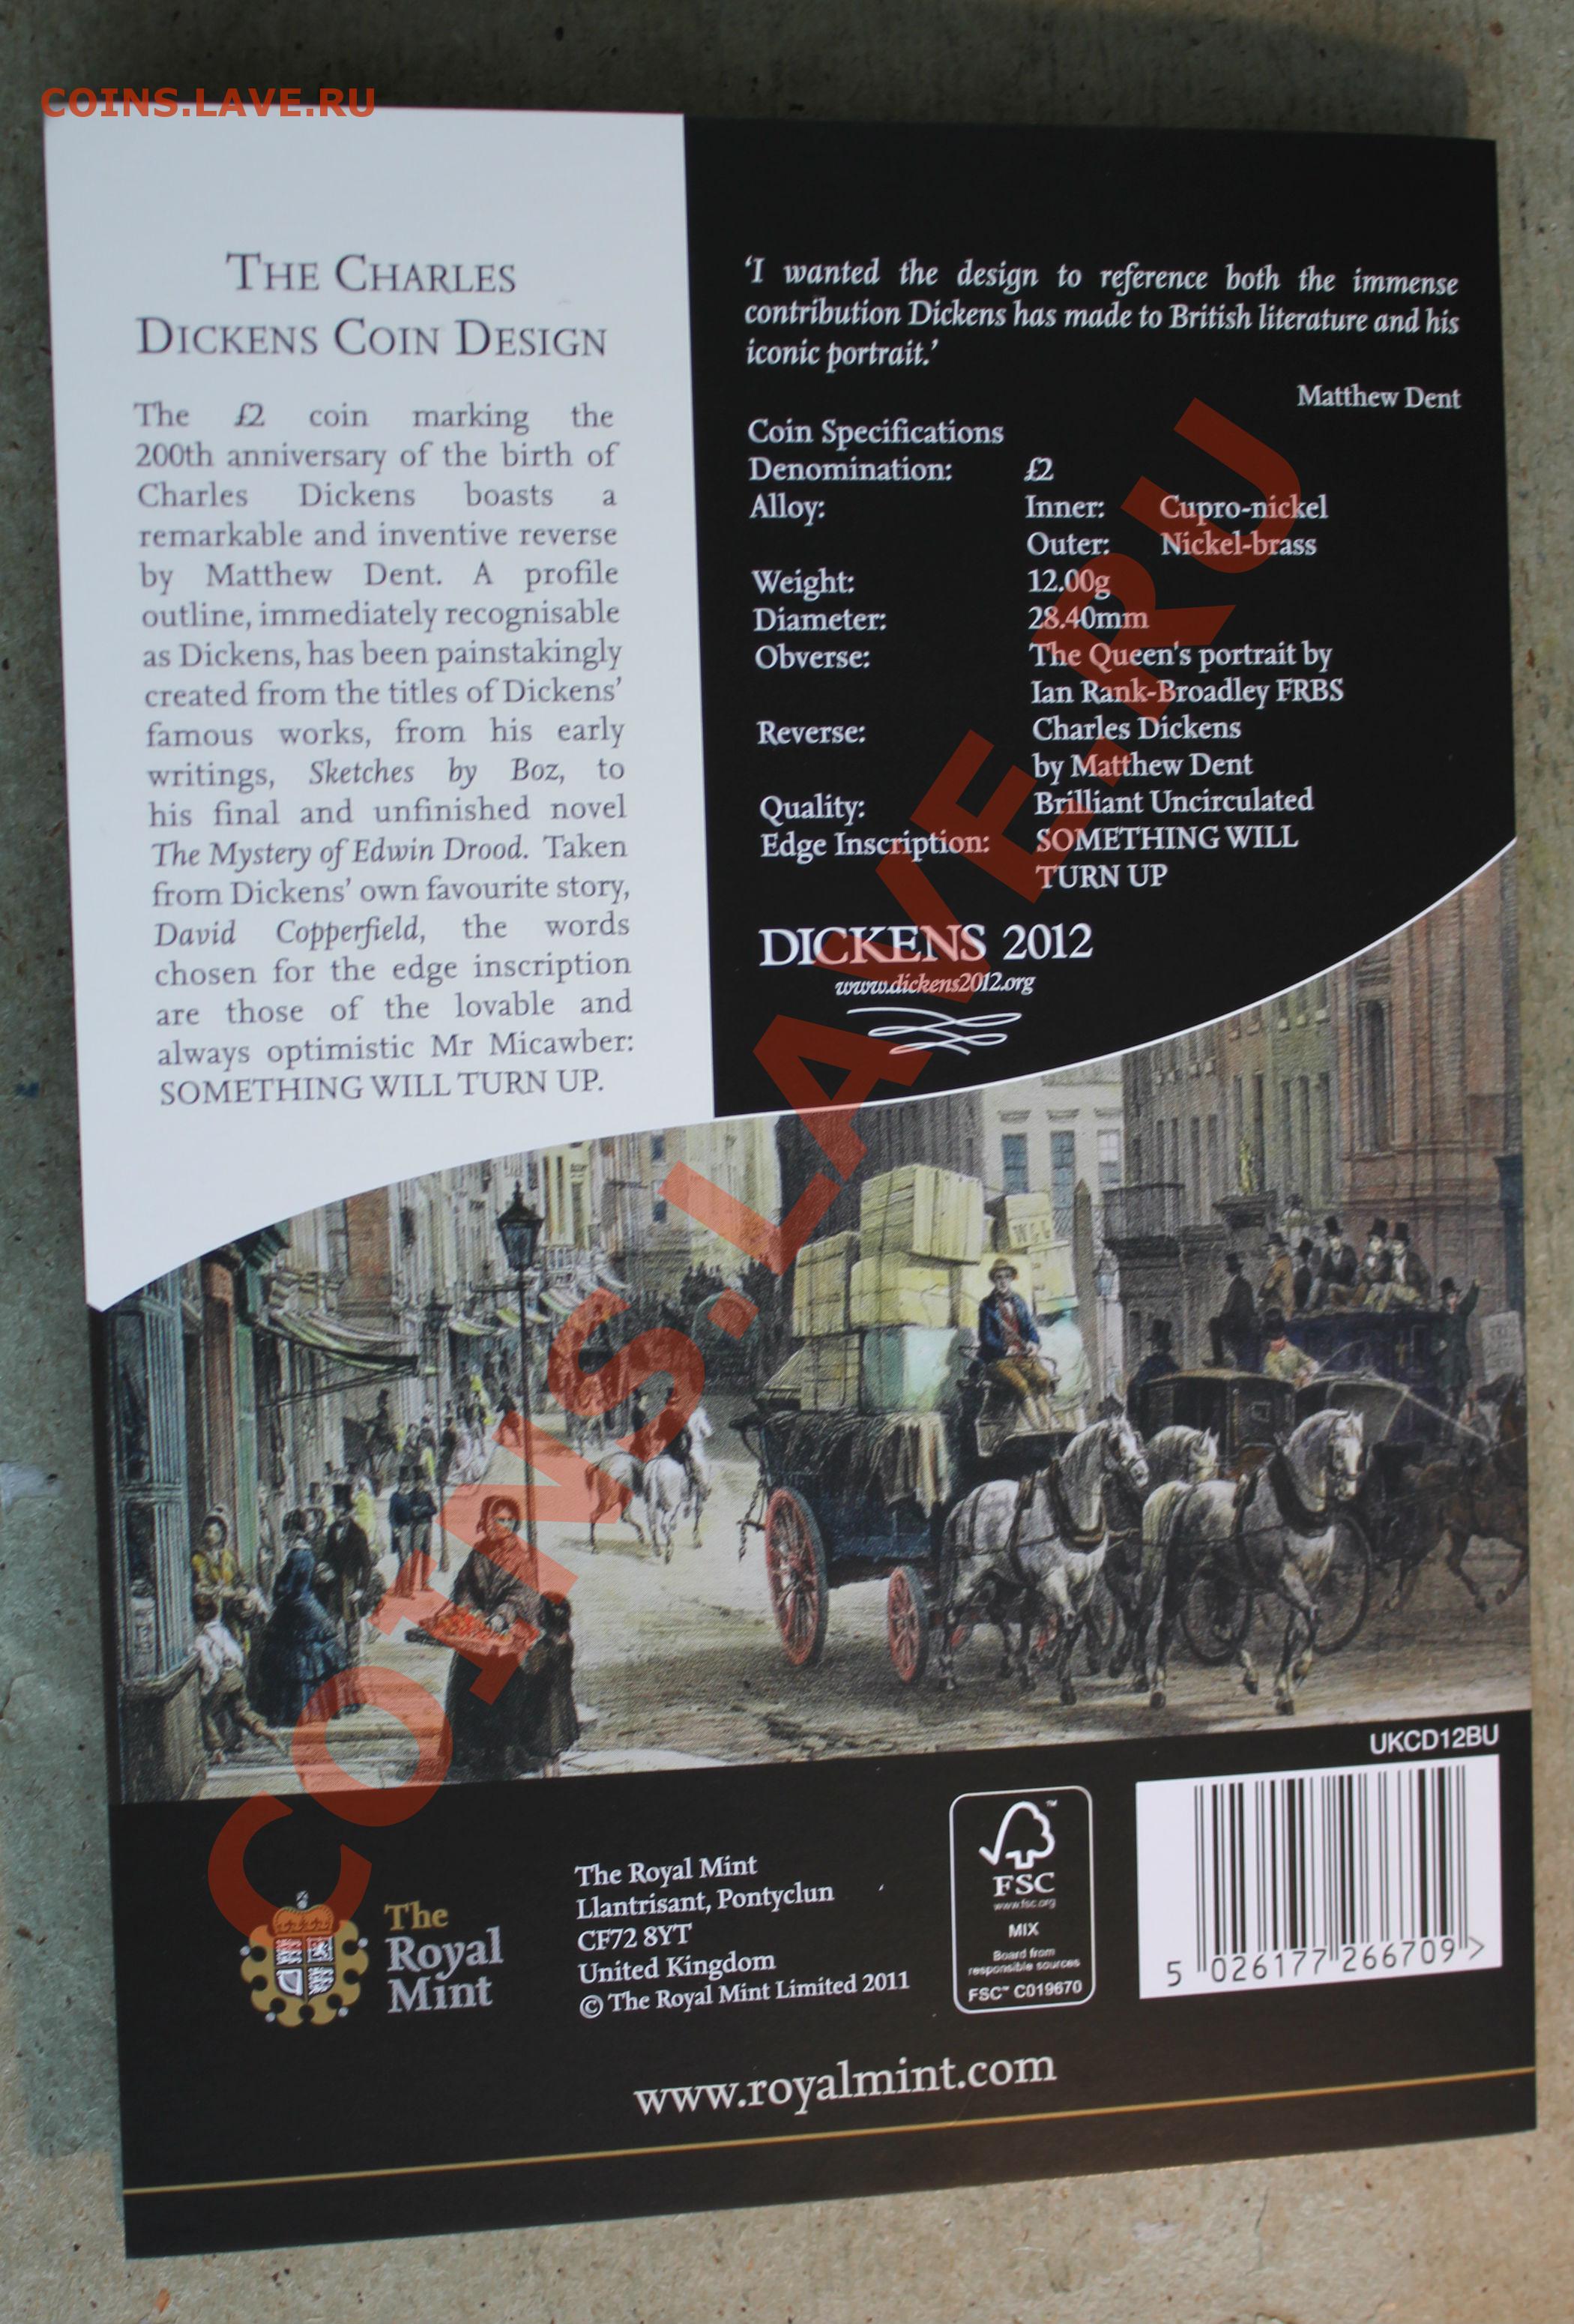 COINS.LAVE.RU
THE CHARLES
DICKENS COIN DESIGN
The £2 coin marking the
200th anniversary of the birth of
Charles Dickens boasts a
remarkable and inventive reverse
by Matthew Dent. A profile
outline, immediately recognisable
as Dickens, has been painstakingly
created from the titles of Dickens’
famous works, from his early
writings, Sketches by Boz, to
his final and unfinished novel
The Mystery of Edwin Drood. Taken
from Dickens’ own favourite story,
David Copperfield, the words
chosen for the edge inscription
are those of the lovable and
always optimistic Mr Micawber:
SOMETHING WILL TURN UP.
‘I wanted the design to reference both the immense
contribution Dickens has made to British literature and his
iconic portrait.’
Matthew Dent
Coin Specifications
Denomination: £2
Alloy: Inner: Cupro-nickel
Outer: Nickel-brass
Weight: 12.00g
Diameter: 28.40mm
Obverse: The Queen's portrait by
Ian Rank-Broadley FRBS
Reverse: Charles Dickens
by Matthew Dent
Quality: Brilliant Uncirculated
Edge Inscription: SOMETHING WILL
TURN UP
DICKENS 2012
www.dickens2012.org
COINS.LAVE.RU
UKCD12BU
The
Royal
Mint
The Royal Mint
Llantrisant, Pontyclun
CF72 8YT
United Kingdom
© The Royal Mint Limited 2011
™
FSC
www.fsc.org
MIX
Board from
responsible sources
FSC™ C019670
5 026177 266709 >
www.royalmint.com